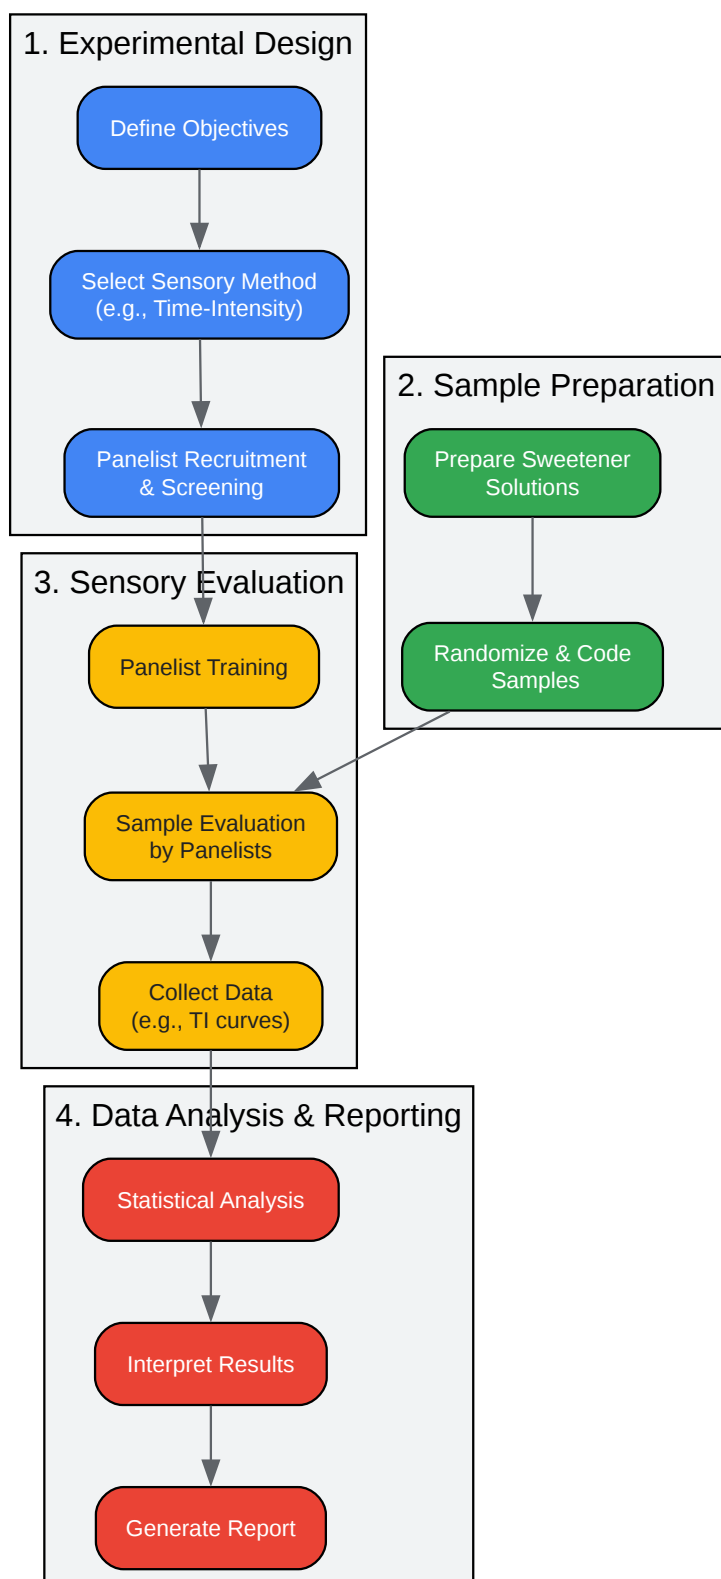 1. Experimental Design
Define Objectives
Select Sensory Method
(e.g., Time-Intensity)
Panelist Recruitment
& Screening
2. Sample Preparation
Prepare Sweetener
Solutions
Randomize & Code
Samples
3. Sensory Evaluation
Panelist Training
Sample Evaluation
by Panelists
Collect Data
(e.g., TI curves)
4. Data Analysis & Reporting
Statistical Analysis
Interpret Results
Generate Report